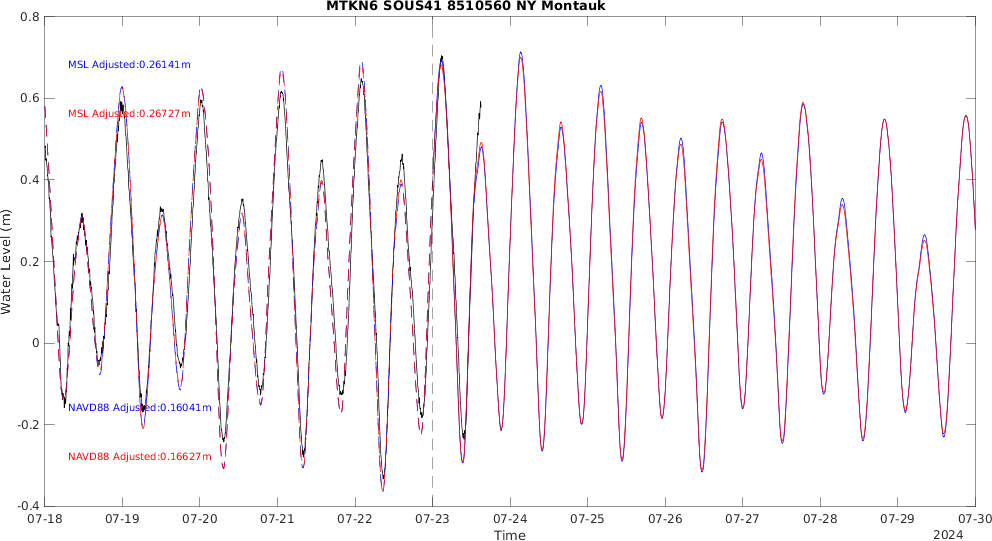 MTKN6 SOUS41 8510560 NY Montauk
0.8
MSL Adjusted:0.26141m
0.6
MSL Adjusted:0.26727m
0.4
0.2
Water Level (m)
0
NAVD88 Adjusted:0.16041m
-0.2
NAVD88 Adjusted:0.16627m
-0.4
07-18 07-19 07-20 07-21 07-22 07-23 07-24 07-25 07-26 07-27 07-28 07-29 07-30
Time
2024